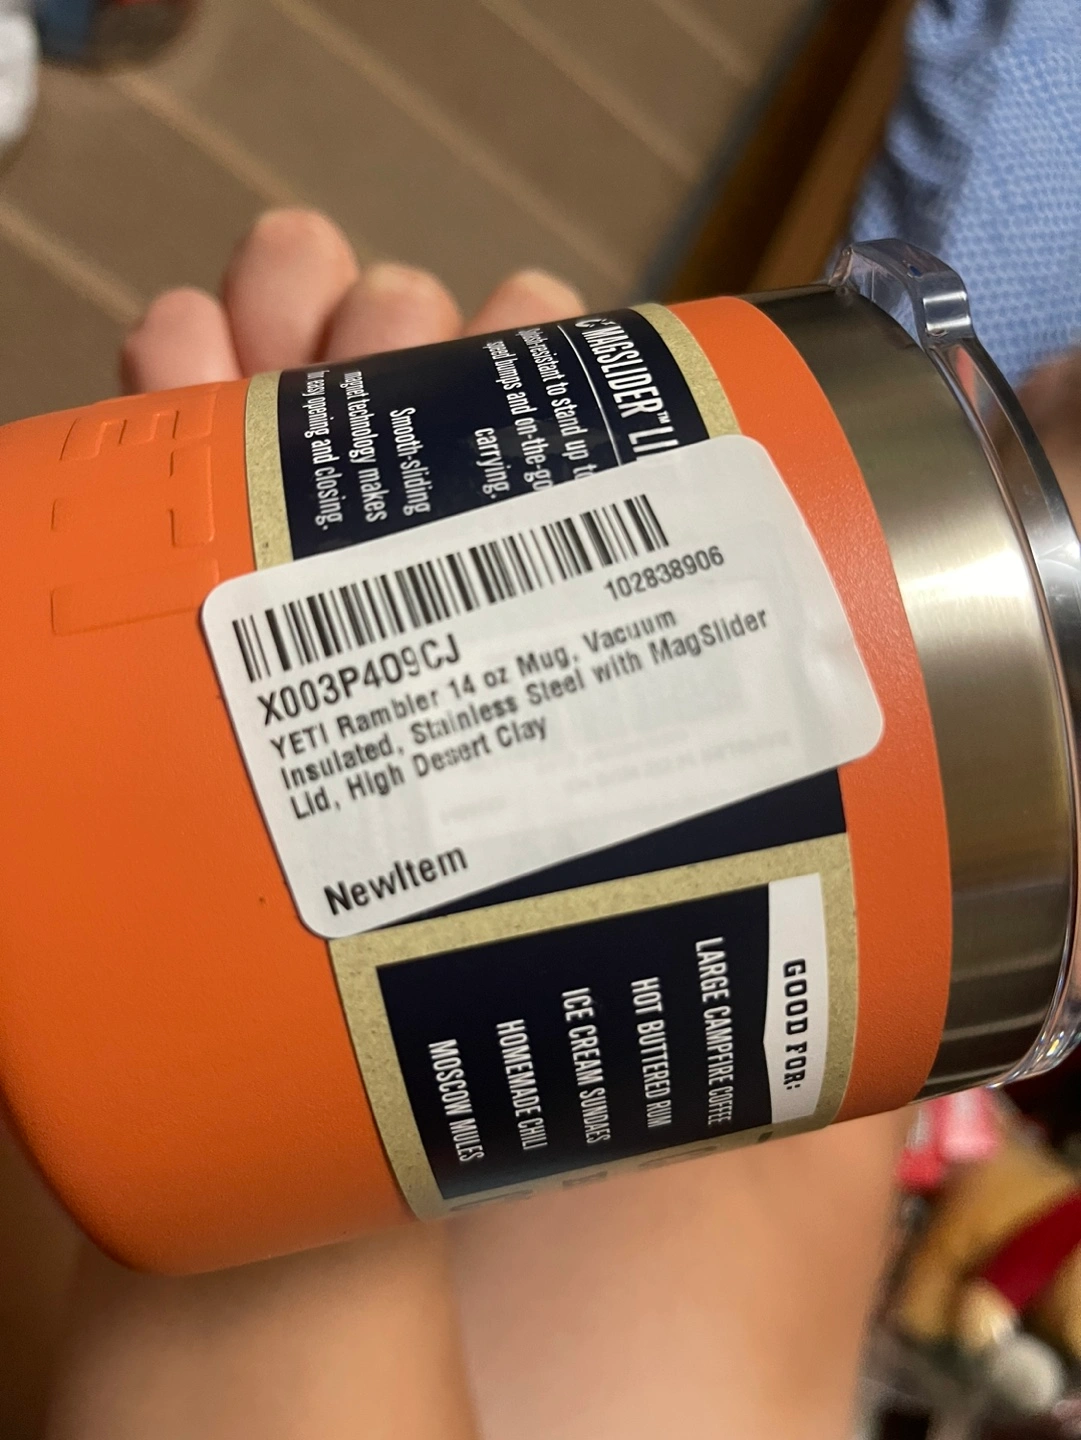 MAGSLIDER™
splash-resistant to stand up to
speed bumps and on-the-go
carrying.
Smooth-sliding
magnet technology makes
for easy opening and closing.
102838906
X003P4O9CJ
YETI Rambler 14 oz Mug, Vacuum
Insulated, Stainless Steel with MagSlider
Lid, High Desert Clay
NewItem
GOOD FOR:
LARGE CAMPFIRE COFFEE
HOT BUTTERED RUM
ICE CREAM SUNDAES
HOMEMADE CHILI
MOSCOW MULES